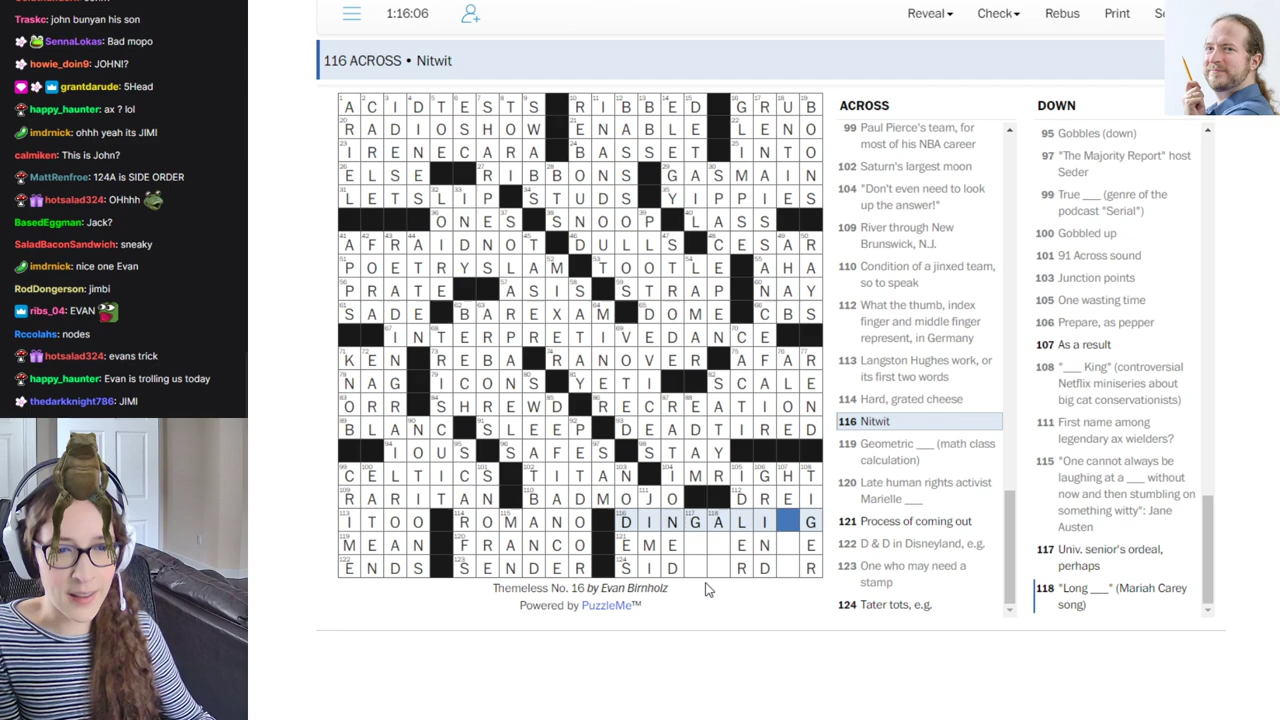 Traskc: john bunyan his son
SennaLokas: Bad mopo
howie_doin9: JOHN!?
grantdarude: 5Head
happy_haunter: ax ? lol
imdrnick: ohhh yeah its JIMI
calmiken: This is John?
MattRenfroe: 124A is SIDE ORDER
hotsalad324: OHhhh
BasedEggman: Jack?
SaladBaconSandwich: sneaky
imdrnick: nice one Evan
RodDongerson: jimbi
ribs_04: EVAN
Rccolahs: nodes
hotsalad324: evans trick
happy_haunter: Evan is trolling us today
thedarkknight786: JIMI
1:16:06
Reveal
Check
Rebus
Print
116 ACROSS • Nitwit
A C I D T E S T S R I B B E D G R U B
R A D I O S H O W E N A B L E L E N O
I R E N E C A R A B A S S E T I N T O
E L S E R I B B O N S G A S M A I N
L E T S L I P S T U D S Y I P P I E S
O N E S S N O O P L A S S
A F R A I D N O T D U L L S C E S A R
P O E T R Y S L A M T O O T L E A H A
P R A T E A S I S S T R A P N A Y
S A D E B A R E X A M D O M E C B S
I N T E R P R E T I V E D A N C E
K E N R E B A R A N O V E R A F A R
N A G I C O N S Y E T I S C A L E
O R R S H R E W D R E C R E A T I O N
B L A N C S L E E P D E A D T I R E D
I O U S S A F E S S T A Y
C E L T I C S T I T A N I M R I G H T
R A R I T A N B A D M O J O D R E I
I T O O R O M A N O D I N G A L I G
M E A N F R A N C O E M E E N E
E N D S S E N D E R S I D R D R
Themeless No. 16 by Evan Birnholz
Powered by PuzzleMe™
ACROSS
99 Paul Pierce's team, for
most of his NBA career
102 Saturn's largest moon
104 "Don't even need to look
up the answer!"
109 River through New
Brunswick, N.J.
110 Condition of a jinxed team,
so to speak
112 What the thumb, index
finger and middle finger
represent, in Germany
113 Langston Hughes work, or
its first two words
114 Hard, grated cheese
116 Nitwit
119 Geometric ___ (math class
calculation)
120 Late human rights activist
Marielle ___
121 Process of coming out
122 D & D in Disneyland, e.g.
123 One who may need a
stamp
124 Tater tots, e.g.
DOWN
95 Gobbles (down)
97 "The Majority Report" host
Seder
99 True ___ (genre of the
podcast "Serial")
100 Gobbled up
101 91 Across sound
103 Junction points
105 One wasting time
106 Prepare, as pepper
107 As a result
108 "___ King" (controversial
Netflix miniseries about
big cat conservationists)
111 First name among
legendary ax wielders?
115 "One cannot always be
laughing at a ___ without
now and then stumbling on
something witty": Jane
Austen
117 Univ. senior's ordeal,
perhaps
118 "Long ___" (Mariah Carey
song)